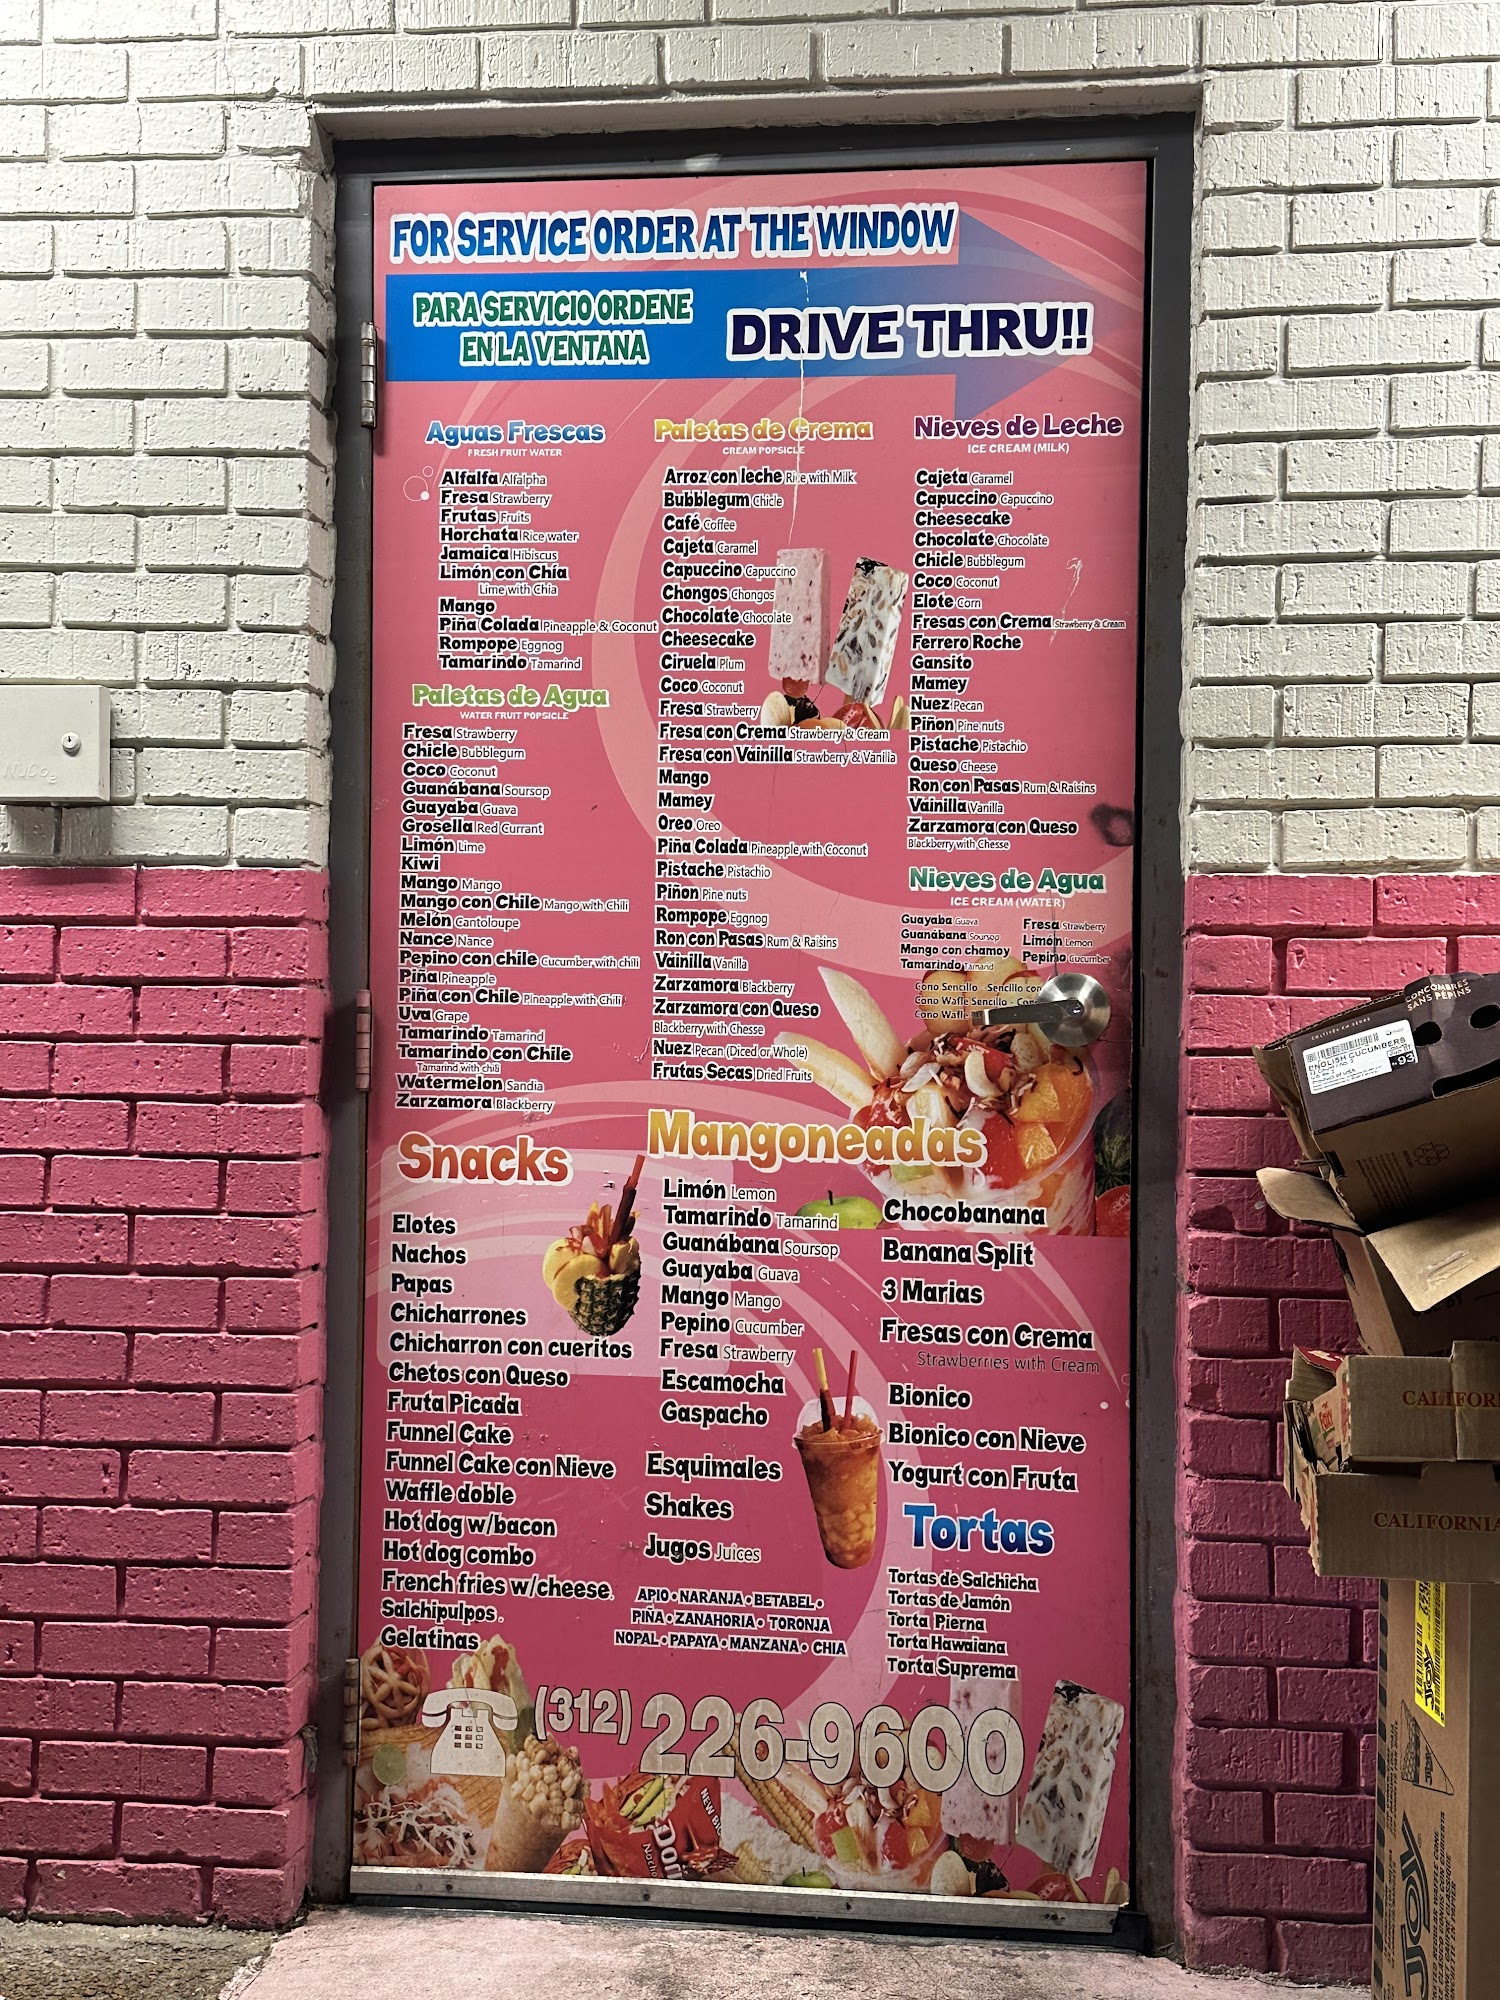 FOR SERVICE ORDER AT THE WINDOW
PARA SERVICIO ORDENE
EN LA VENTANA
DRIVE THRU!!
Aguas Frescas
FRESH FRUIT WATER
Alfalfa Alfalpha
Fresa Strawberry
Frutas Fruits
Horchata Rice water
Jamaica Hibiscus
Limón con Chía
Lime with Chia
Mango
Piña Colada Pineapple & Coconut
Rompope Eggnog
Tamarindo Tamarind
Paletas de Agua
WATER FRUIT POPSICLE
Fresa Strawberry
Chicle Bubblegum
Coco Coconut
Guanábana Soursop
Guayaba Guava
Grosella Red Currant
Limón Lime
Kiwi
Mango Mango
Mango con Chile Mango with Chili
Melón Cantoloupe
Nance Nance
Pepino con chile Cucumber, with chili
Piña Pineapple
Piña con Chile Pineapple with Chili
Uva Grape
Tamarindo Tamarind
Tamarindo con Chile
Tamarind with chili
Watermelon Sandia
Zarzamora Blackberry
Paletas de Crema
CREAM POPSICLE
Arroz con leche Rice with Milk
Bubblegum Chicle
Café Coffee
Cajeta Caramel
Capuccino Capuccino
Chongos Chongos
Chocolate Chocolate
Cheesecake
Ciruela Plum
Coco Coconut
Fresa Strawberry
Fresa con Crema Strawberry & Cream
Fresa con Vainilla Strawberry & Vanilla
Mango
Mamey
Oreo Oreo
Piña Colada Pineapple with Coconut
Pistache Pistachio
Piñon Pine nuts
Rompope Eggnog
Ron con Pasas Rum & Raisins
Vainilla Vanilla
Zarzamora Blackberry
Zarzamora con Queso
Blackberry with Chesse
Nuez Pecan (Diced or Whole)
Frutas Secas Dried Fruits
Nieves de Leche
ICE CREAM (MILK)
Cajeta Caramel
Capuccino Capuccino
Cheesecake
Chocolate Chocolate
Chicle Bubblegum
Coco Coconut
Elote Corn
Fresas con Crema Strawberry & Cream
Ferrero Roche
Gansito
Mamey
Nuez Pecan
Piñon Pine nuts
Pistache Pistachio
Queso Cheese
Ron con Pasas Rum & Raisins
Vainilla Vanilla
Zarzamora con Queso
Blackberry with Chesse
Nieves de Agua
ICE CREAM (WATER)
Guayaba Guava
Guanábana Soursop
Mango con chamoy
Tamarindo Tamarind
Fresa Strawberry
Limón Lemon
Pepino Cucumber
Cono Sencillo - Sencillo con
Cono Wafle Sencillo -
Cono Wafle
Snacks
Elotes
Nachos
Papas
Chicharrones
Chicharron con cueritos
Chetos con Queso
Fruta Picada
Funnel Cake
Funnel Cake con Nieve
Waffle doble
Hot dog w/bacon
Hot dog combo
French fries w/cheese.
Salchipulpos.
Gelatinas
Mangoneadas
Limón Lemon
Tamarindo Tamarind
Guanábana Soursop
Guayaba Guava
Mango Mango
Pepino Cucumber
Fresa Strawberry
Escamocha
Gaspacho
Esquimales
Shakes
Jugos Juices
APIO • NARANJA • BETABEL •
PIÑA • ZANAHORIA • TORONJA
NOPAL • PAPAYA • MANZANA • CHIA
Chocobanana
Banana Split
3 Marias
Fresas con Crema
Strawberries with Cream
Bionico
Bionico con Nieve
Yogurt con Fruta
Tortas
Tortas de Salchicha
Tortas de Jamón
Torta Pierna
Torta Hawaiana
Torta Suprema
(312) 226-9600
CONCOMBRES
SANS PÉPINS
ENGLISH CUCUMBERS
93
CALIFOR
CALIFORNIA
JOY
JOY